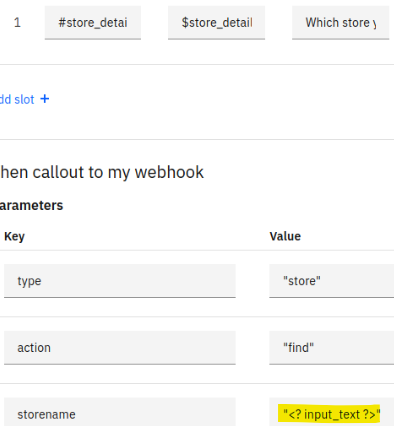 1 #store_detai $store_detail Which store y
dd slot +
hen callout to my webhook
arameters
Key Value
type "store"
action "find"
storename "<? input_text ?>"